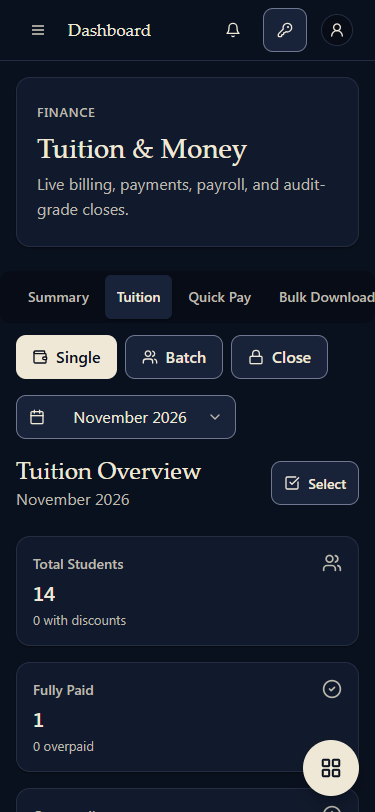 Dashboard
FINANCE
Tuition & Money
Live billing, payments, payroll, and audit-
grade closes.
Summary Tuition Quick Pay Bulk Download
Single Batch Close
November 2026
Tuition Overview
November 2026
Select
Total Students
14
0 with discounts
Fully Paid
1
0 overpaid